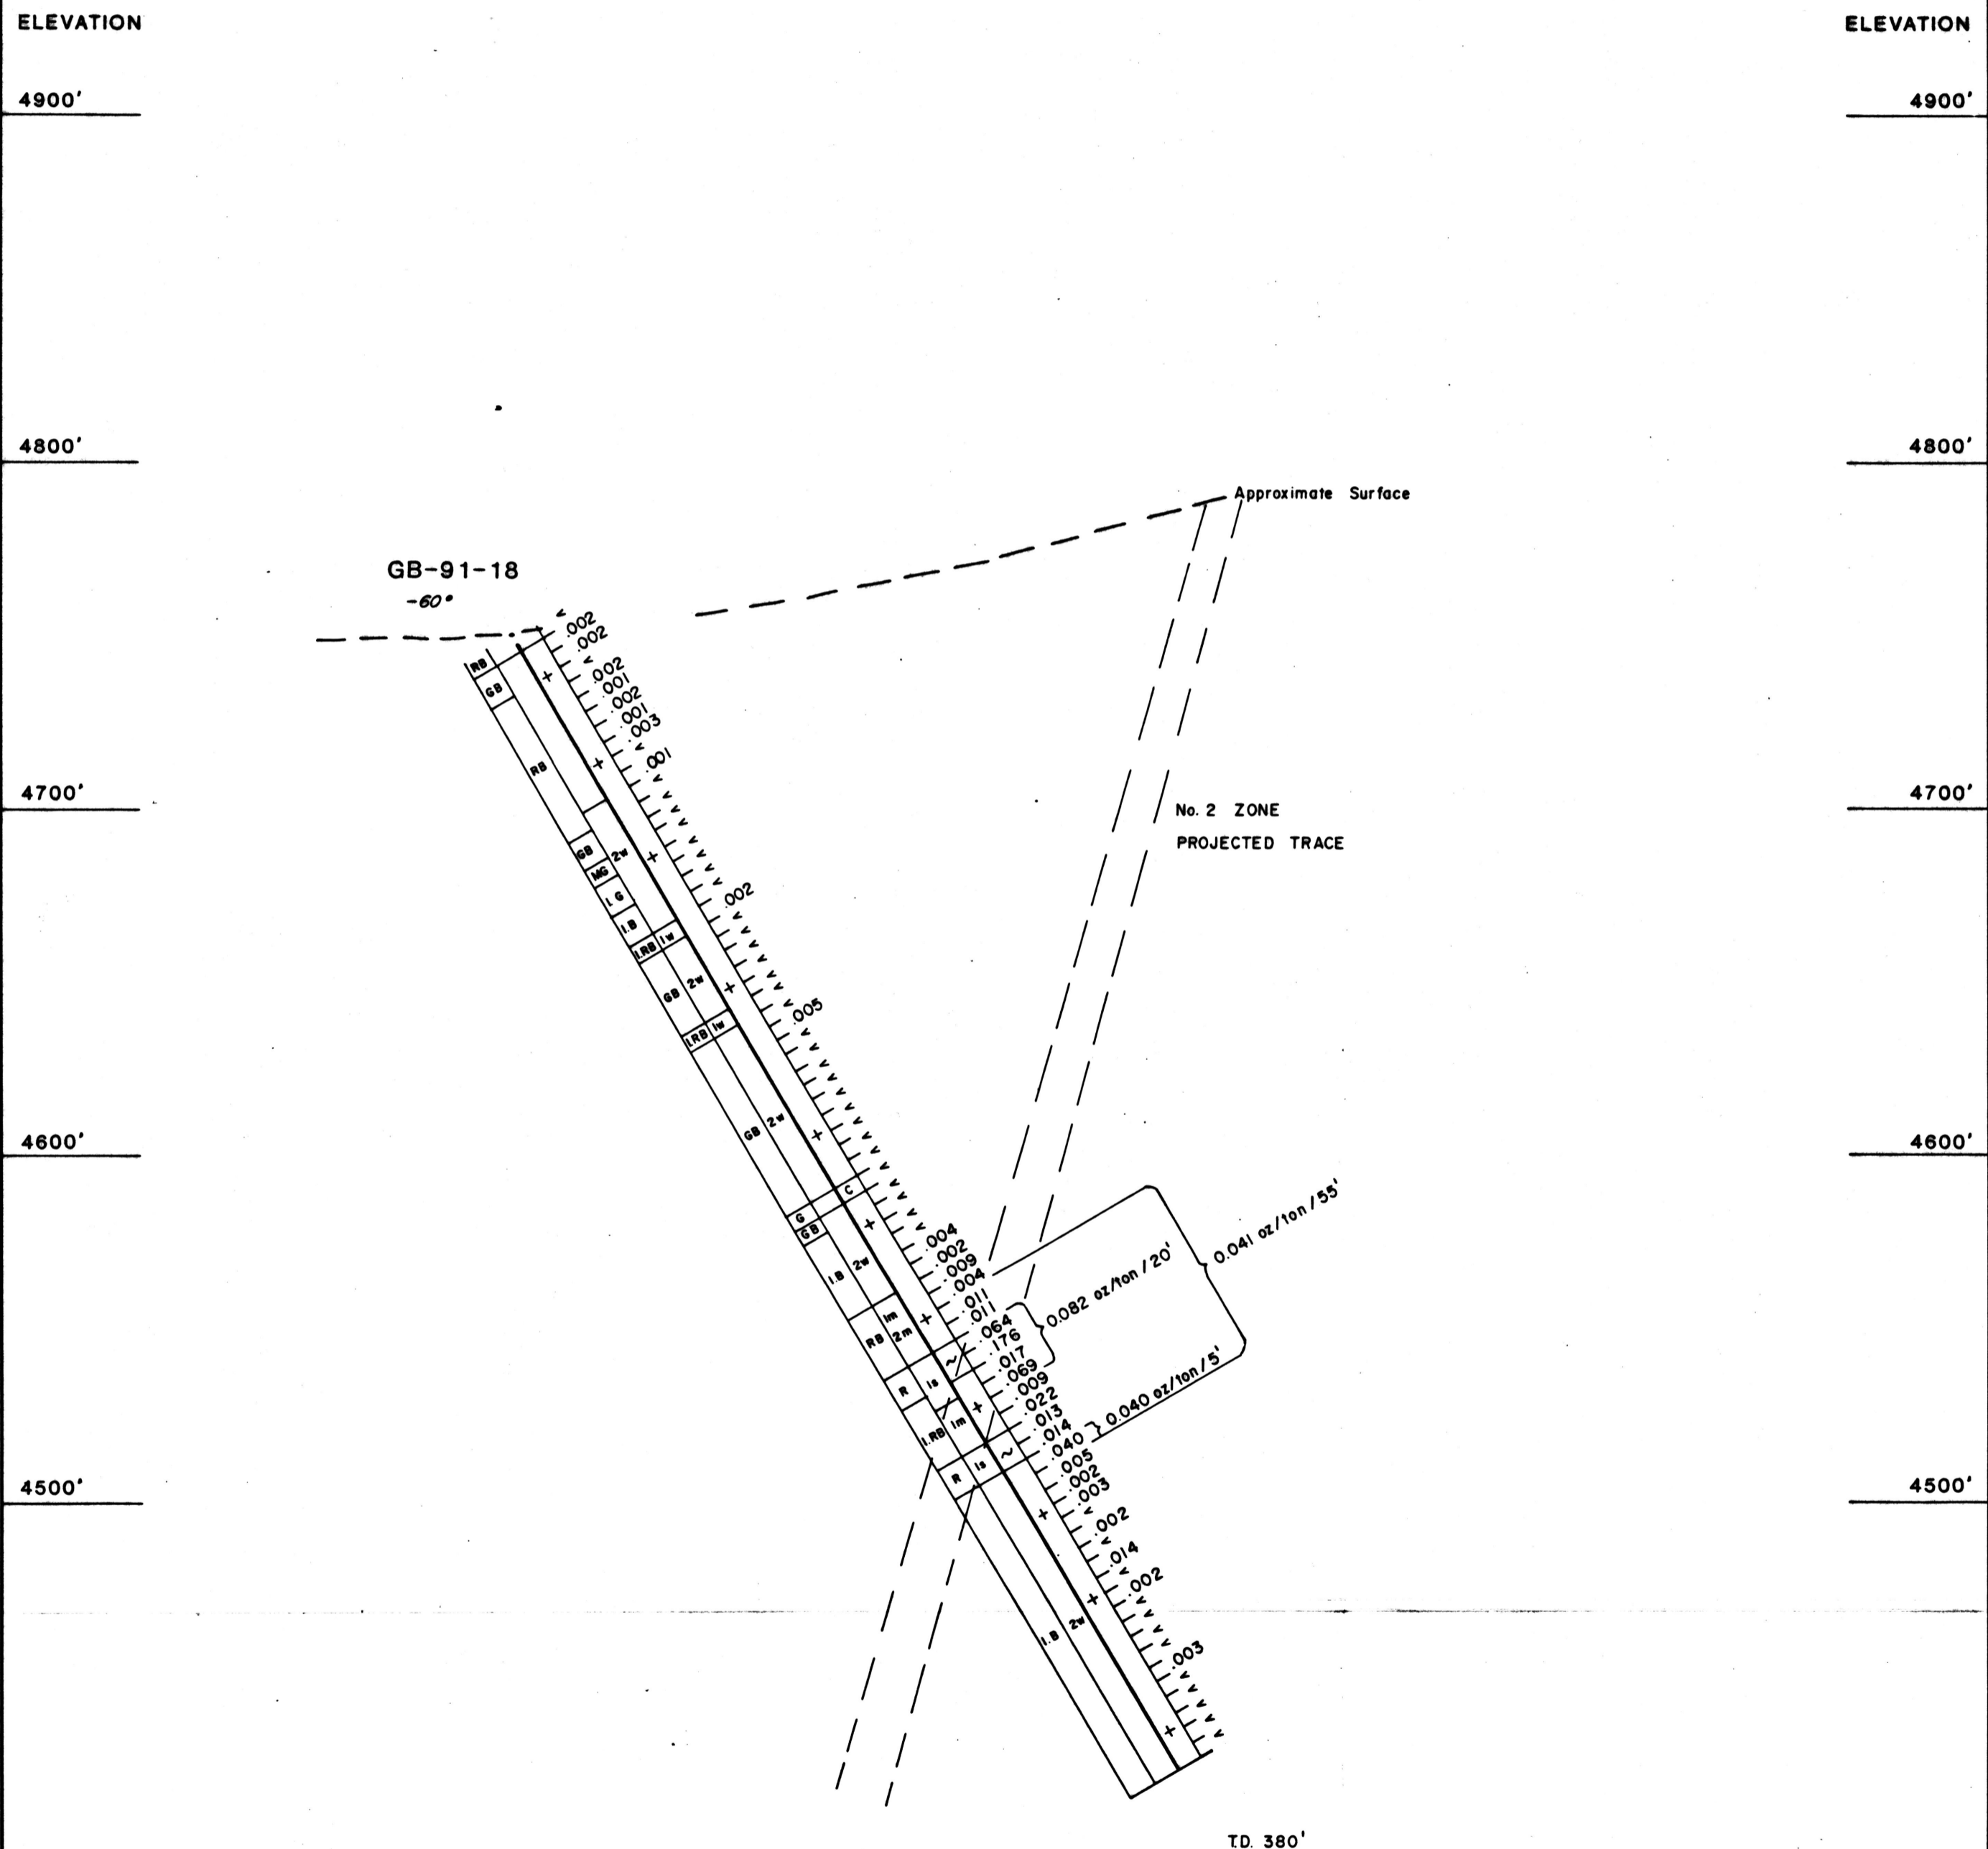 ELEVATION
ELEVATION
4900'
4900'
4800'
4800'
Approximate Surface
GB-91-18
-60°
<
.002
.002
<
.002
.001
.002
.001
.003
<
.001
<
<
<
<
<
<
<
<
.002
<
<
<
<
<
<
<
.005
<
<
<
<
<
<
<
<
<
<
<
<
<
.004
.002
.009
.004
.011
.011
.064
.176
.017
.069
.009
.022
.013
.014
.040
.005
.002
.003
<
.002
<
.014
<
.002
<
<
<
<
.003
<
<
<
<
<
RB
GB
RB
GB
2w
MG
I.G
I.B
I.RB Iw
GB 2w
I.RB Iw
GB 2w
C
G
GB
I.B 2w
Im
RB 2m
~
R Is
I.RB Im
~
R Is
I.B 2w
4700'
4700'
No. 2 ZONE
PROJECTED TRACE
4600'
4600'
0.041 oz/ton/55'
0.082 oz/ton/20'
0.040 oz/ton/5'
4500'
4500'
T.D. 380'